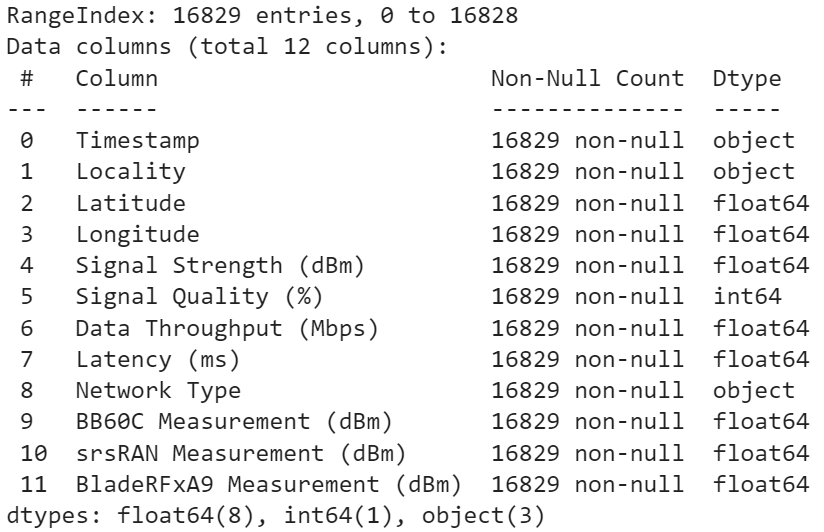 RangeIndex: 16829 entries, 0 to 16828
Data columns (total 12 columns):
 #   Column                        Non-Null Count  Dtype
---  ------                        --------------  -----
 0   Timestamp                     16829 non-null  object
 1   Locality                      16829 non-null  object
 2   Latitude                      16829 non-null  float64
 3   Longitude                     16829 non-null  float64
 4   Signal Strength (dBm)         16829 non-null  float64
 5   Signal Quality (%)            16829 non-null  int64
 6   Data Throughput (Mbps)        16829 non-null  float64
 7   Latency (ms)                  16829 non-null  float64
 8   Network Type                  16829 non-null  object
 9   BB60C Measurement (dBm)       16829 non-null  float64
 10  srsRAN Measurement (dBm)      16829 non-null  float64
 11  BladeRFxA9 Measurement (dBm)  16829 non-null  float64
dtypes: float64(8), int64(1), object(3)